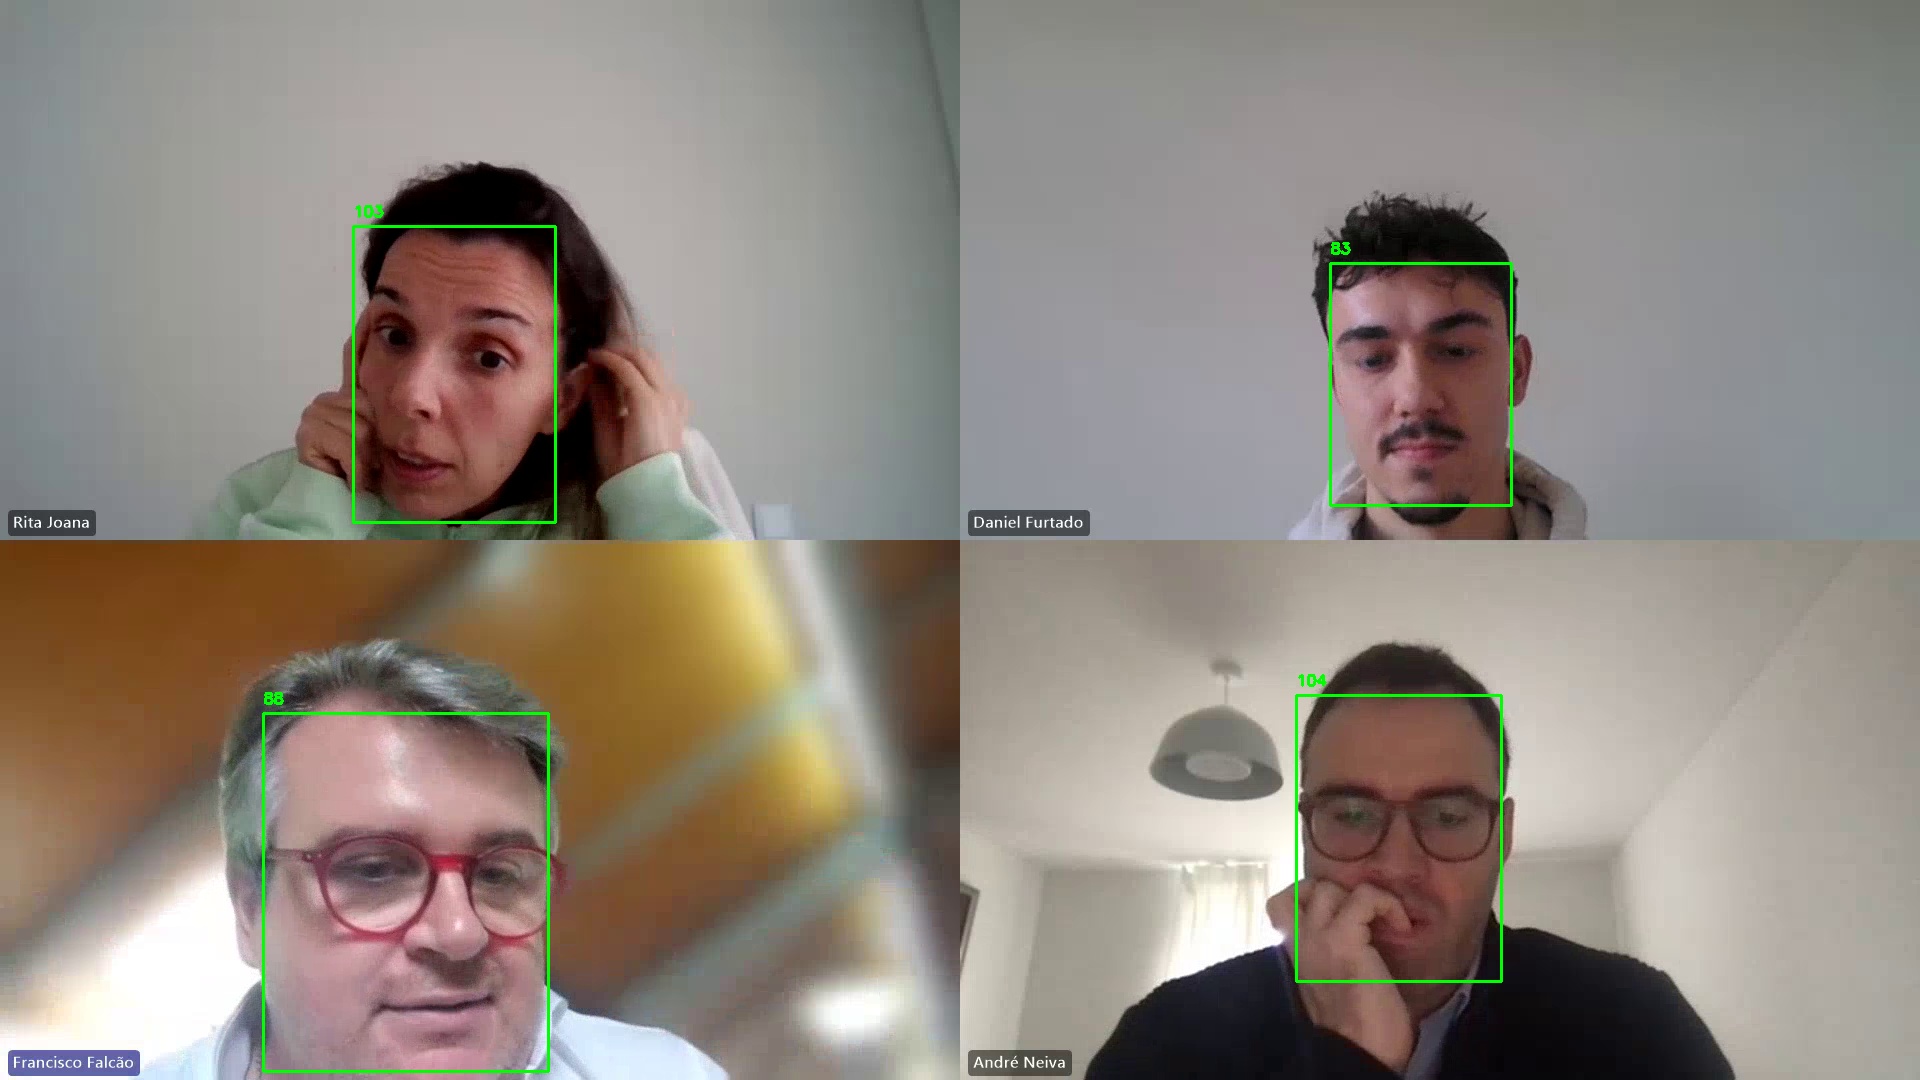 103
83
Rita Joana
Daniel Furtado
88
104
Francisco Falcão
André Neiva